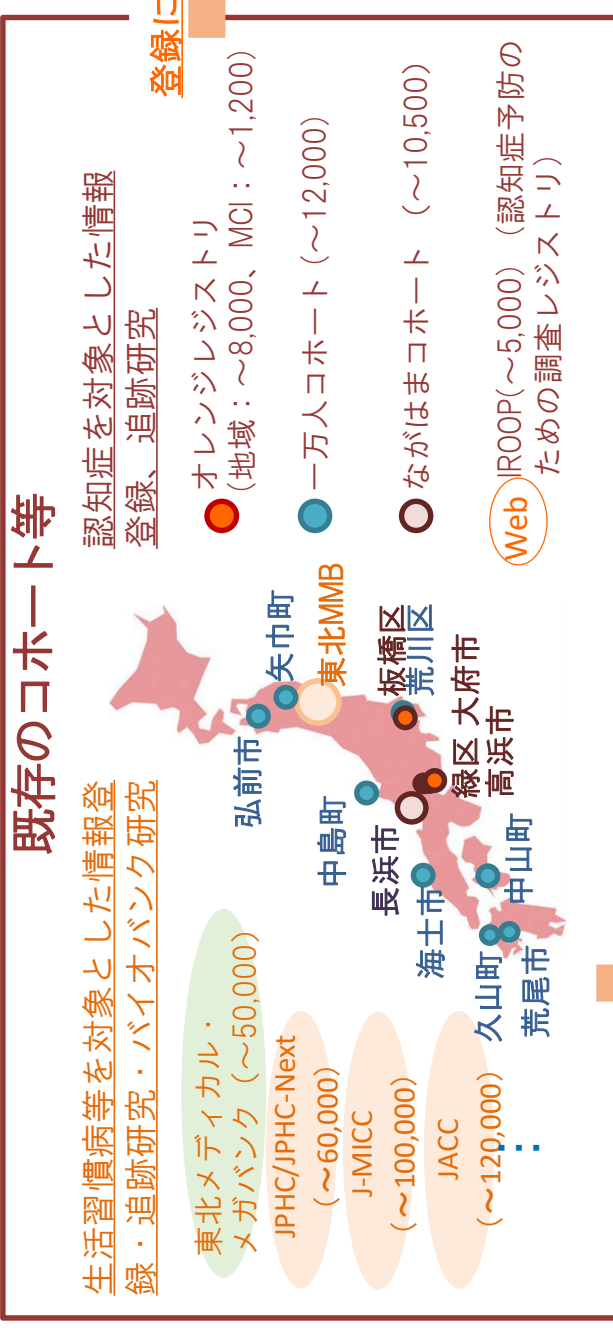 既存のコホート等
生活習慣病等を対象とした情報登
録・追跡研究・バイオバンク研究
東北メディカル・
メガバンク（～50,000）
JPHC/JPHC-Next
（～60,000）
J-MICC
（～100,000）
JACC
（～120,000）
⋮
弘前市
矢巾町
東北MMB
中島町
板橋区
荒川区
長浜市
緑区 大府市
高浜市
海士市
中山町
久山町
荒尾市
認知症を対象とした情報
登録、追跡研究
オレンジレジストリ
(地域：～8,000、MCI：～1,200)
一万人コホート(～12,000)
ながはまコホート（～10,500）
Web
IROOP(～5,000)（認知症予防の
ための調査レジストリ）
登録に